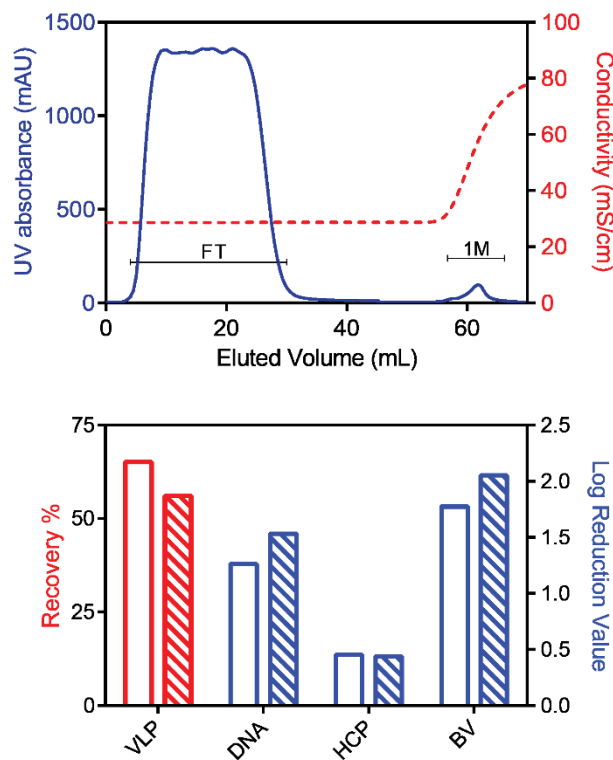 1500
1000
500
0
UV absorbance (mAU)
100
80
60
40
20
0
Conductivity (mS/cm)
FT
1M
0
20
40
60
Eluted Volume (mL)
75
50
25
0
Recovery %
2.5
2.0
1.5
1.0
0.5
0.0
Log Reduction Value
VLP
DNA
HCP
BV